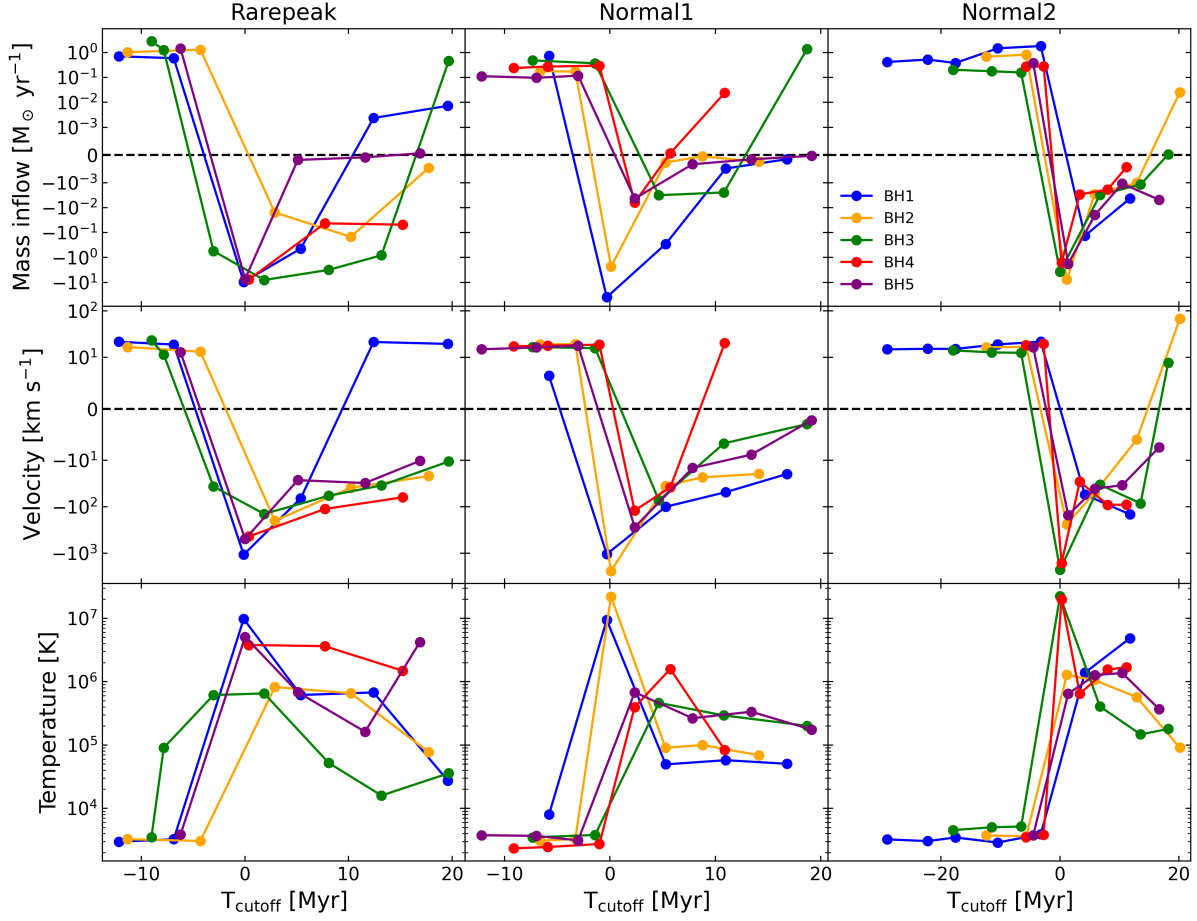 Rarepeak Normal1 Normal2
Mass inflow [M⊙ yr⁻¹]
10⁰
10⁻¹
10⁻²
10⁻³
0
−10⁻³
−10⁻²
−10⁻¹
−10⁰
−10¹
BH1
BH2
BH3
BH4
BH5
Velocity [km s⁻¹]
10²
10¹
0
−10¹
−10²
−10³
Temperature [K]
10⁷
10⁶
10⁵
10⁴
−10 0 10 20 −10 0 10 20 −20 0 20
T_cutoff [Myr] T_cutoff [Myr] T_cutoff [Myr]